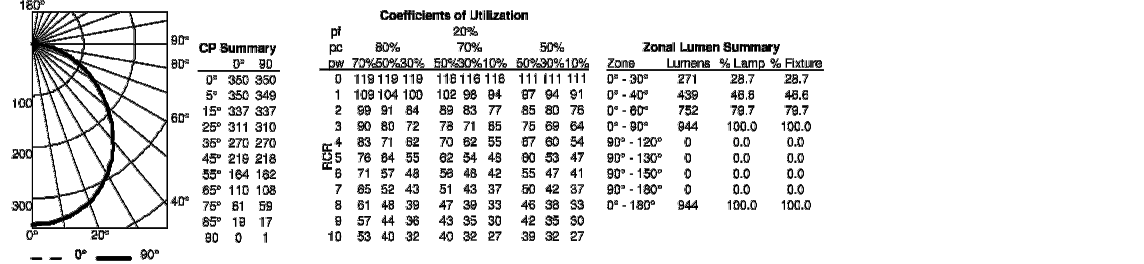 180°
90°
80°
60°
40°
100
200
300
0° 20°
0° 90°
CP Summary
0° 90
0° 350 350
5° 350 349
15° 337 337
25° 311 310
35° 270 270
45° 219 218
55° 164 162
65° 110 108
75° 61 59
85° 18 17
90 0 1
Coefficients of Utilization
pf 20%
pc 80% 70% 50%
pw 70%50%30% 50%30%10% 50%30%10%
RCR
0 119 119 119 116 116 116 111 111 111
1 109 104 100 102 98 94 97 94 91
2 99 91 84 89 83 77 85 80 76
3 90 80 72 78 71 65 75 69 64
4 83 71 62 70 62 55 67 60 54
5 76 64 55 62 54 48 60 53 47
6 71 57 48 56 48 42 55 47 41
7 65 52 43 51 43 37 50 42 37
8 61 48 39 47 39 33 46 38 33
9 57 44 36 43 35 30 42 35 30
10 53 40 32 40 32 27 39 32 27
Zonal Lumen Summary
Zone Lumens % Lamp % Fixture
0° - 30° 271 28.7 28.7
0° - 40° 439 46.6 46.6
0° - 60° 752 79.7 79.7
0° - 90° 944 100.0 100.0
90° - 120° 0 0.0 0.0
90° - 130° 0 0.0 0.0
90° - 150° 0 0.0 0.0
90° - 180° 0 0.0 0.0
0° - 180° 944 100.0 100.0